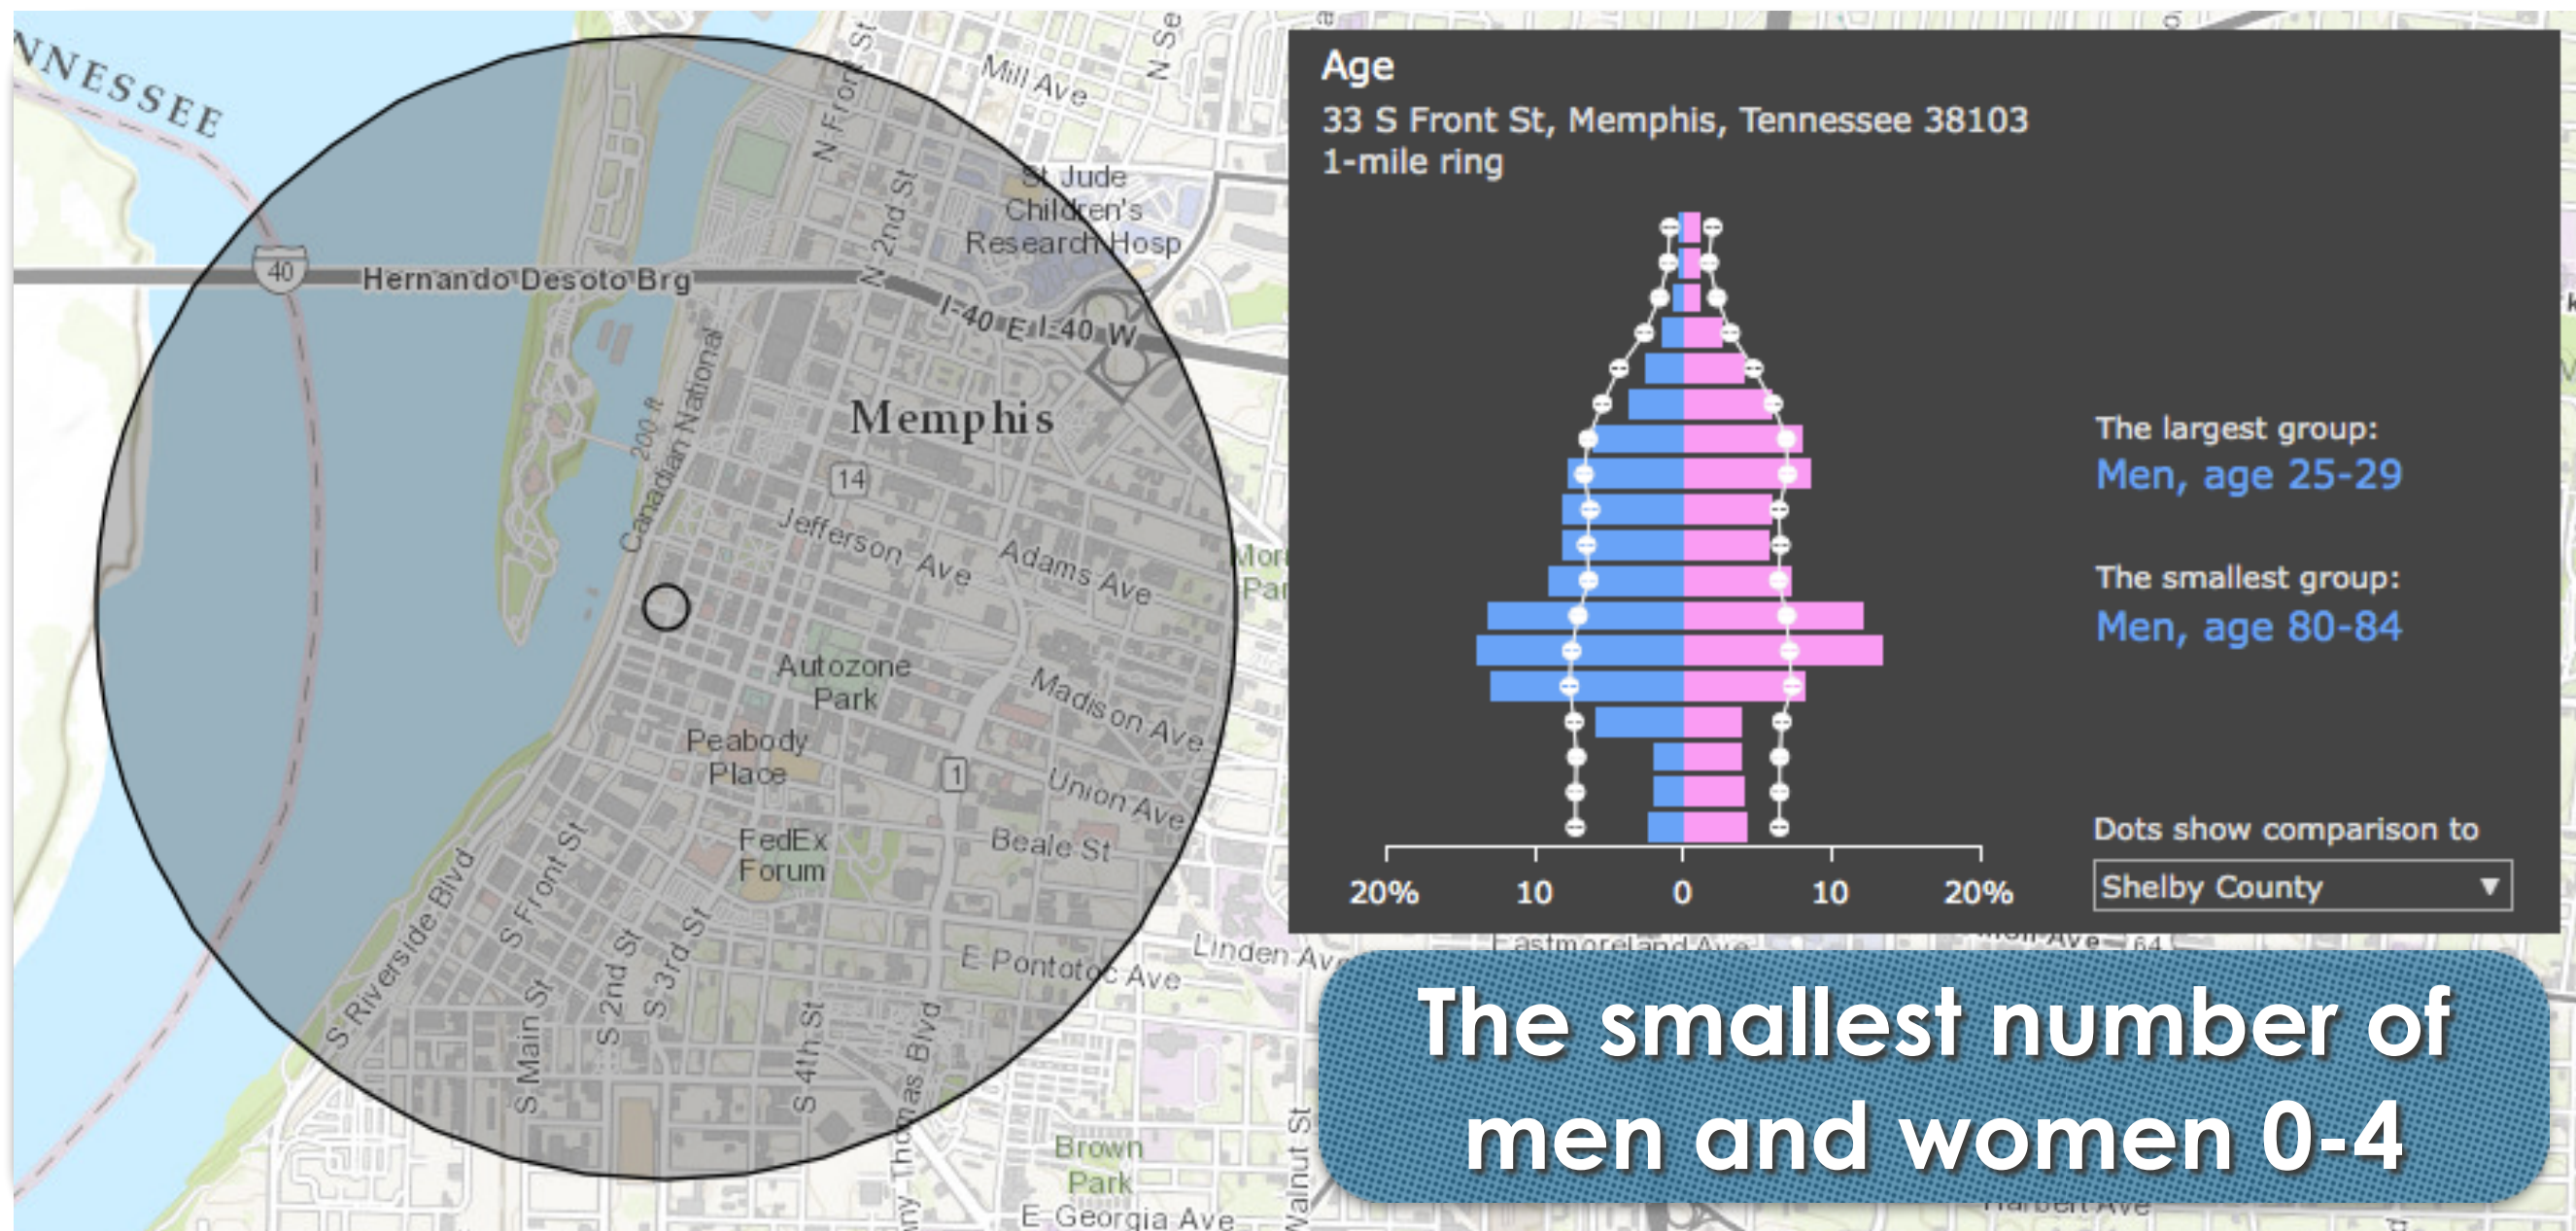 NNESSEE
N Front St
Mill Ave
N 2nd St
St Jude
Children's
Research Hosp
40
Hernando Desoto Brg
I-40 E I-40 W
Canadian National
200 ft
Memphis
14
Jefferson Ave
Adams Ave
Autozone
Park
Madison Ave
Peabody
Place
1
Union Ave
FedEx
Forum
Beale St
S Riverside Blvd
S Front St
S Main St
S 2nd St
S 3rd St
S 4th St
E Pontotoc Ave
Linden Ave
Eastmoreland Ave
64
Brown
Park
Walnut St
E Georgia Ave
Harbert Ave
Age
33 S Front St, Memphis, Tennessee 38103
1-mile ring
The largest group:
Men, age 25-29
The smallest group:
Men, age 80-84
Dots show comparison to
Shelby County
20% 10 0 10 20%
The smallest number of
men and women 0-4